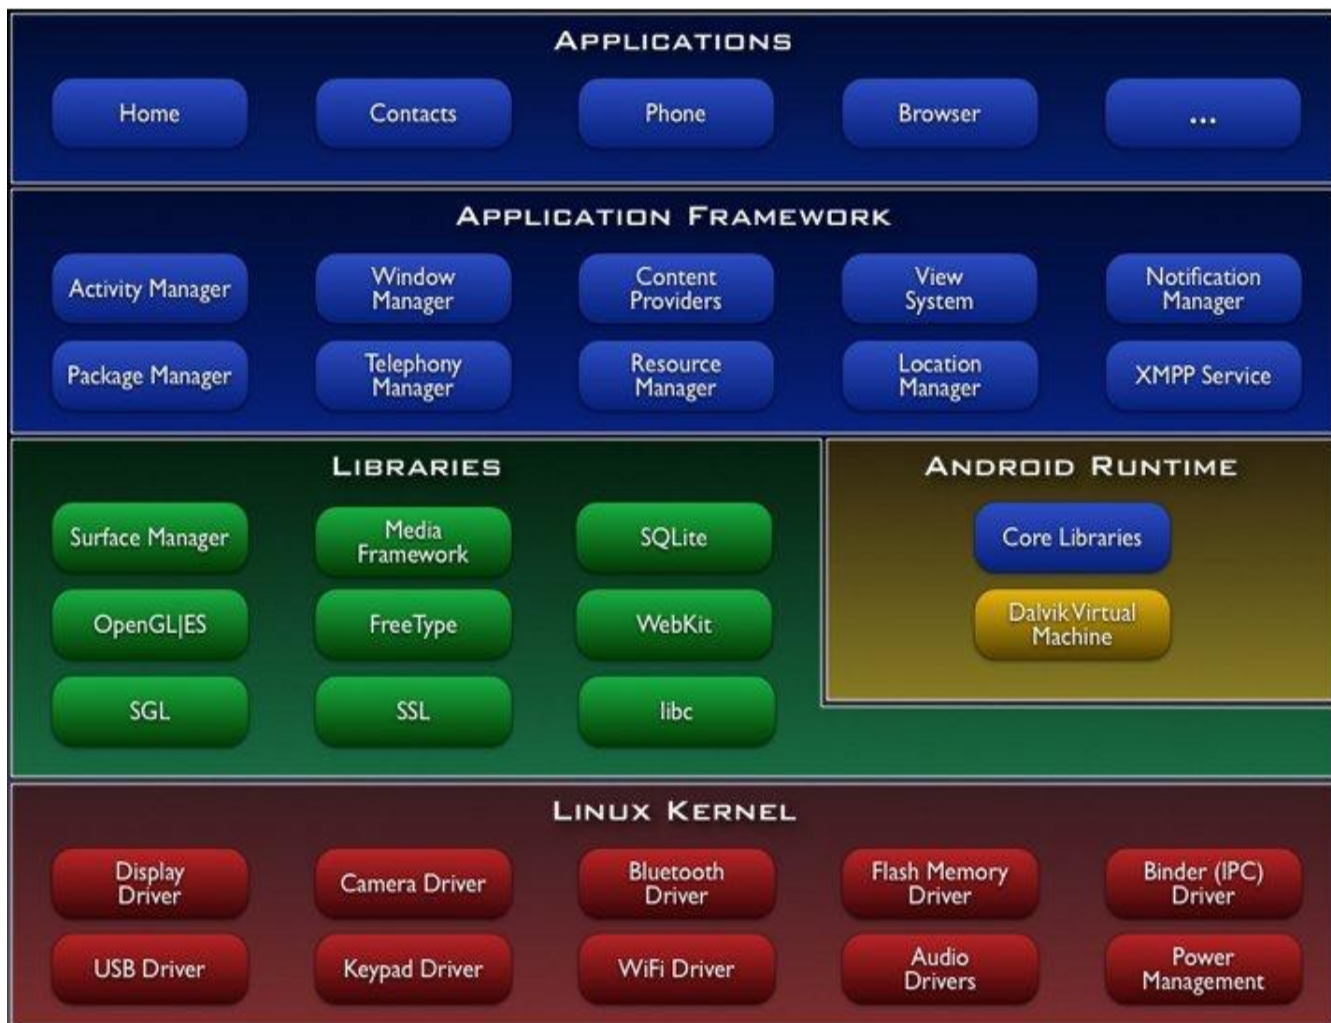 APPLICATIONS
Home
Contacts
Phone
Browser
...
APPLICATION FRAMEWORK
Activity Manager
Window
Manager
Content
Providers
View
System
Notification
Manager
Package Manager
Telephony
Manager
Resource
Manager
Location
Manager
XMPP Service
LIBRARIES
Surface Manager
Media
Framework
SQLite
OpenGL|ES
FreeType
WebKit
SGL
SSL
libc
ANDROID RUNTIME
Core Libraries
Dalvik Virtual
Machine
LINUX KERNEL
Display
Driver
Camera Driver
Bluetooth
Driver
Flash Memory
Driver
Binder (IPC)
Driver
USB Driver
Keypad Driver
WiFi Driver
Audio
Drivers
Power
Management